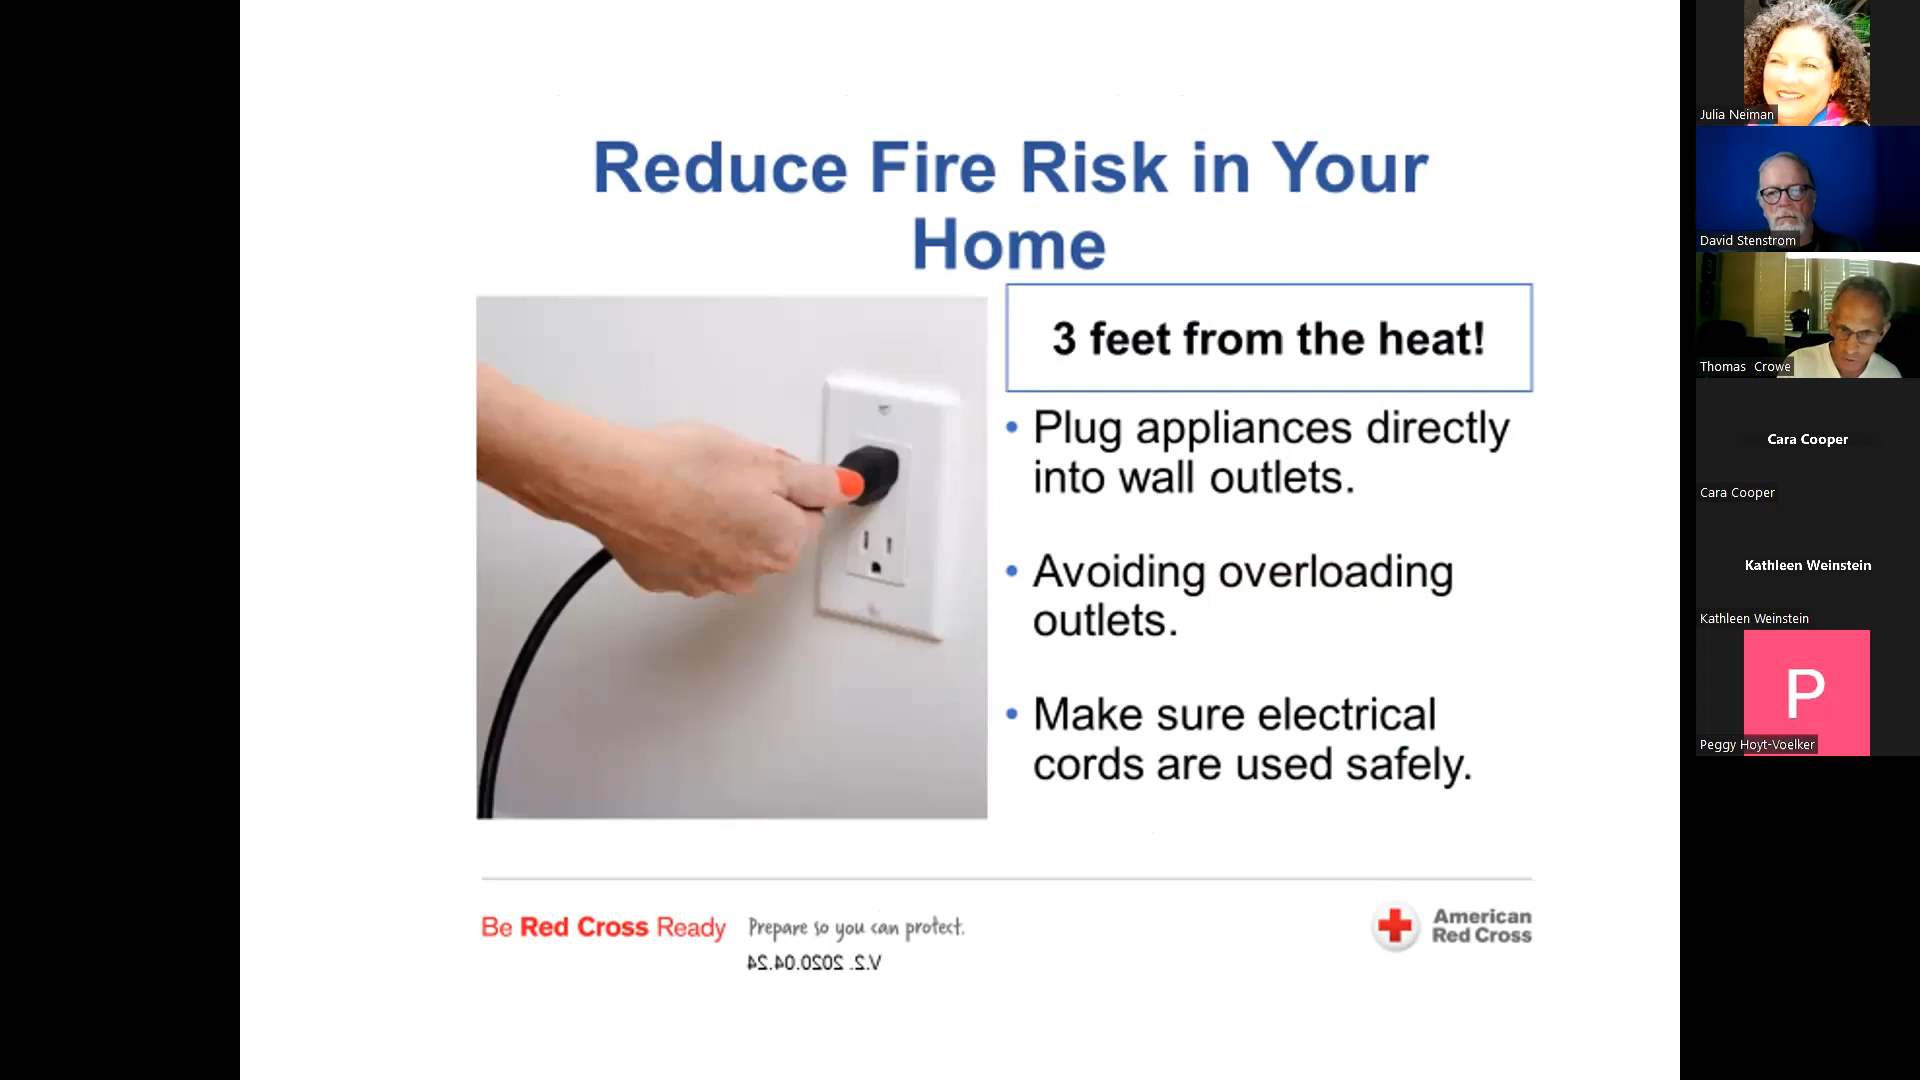 Reduce Fire Risk in Your
Home
3 feet from the heat!
• Plug appliances directly
into wall outlets.
• Avoiding overloading
outlets.
• Make sure electrical
cords are used safely.
Be Red Cross Ready
Prepare so you can protect.
V.2. 2020.04.24
American
Red Cross
Julia Neiman
David Stenstrom
Thomas Crowe
Cara Cooper
Cara Cooper
Kathleen Weinstein
Kathleen Weinstein
P
Peggy Hoyt-Voelker